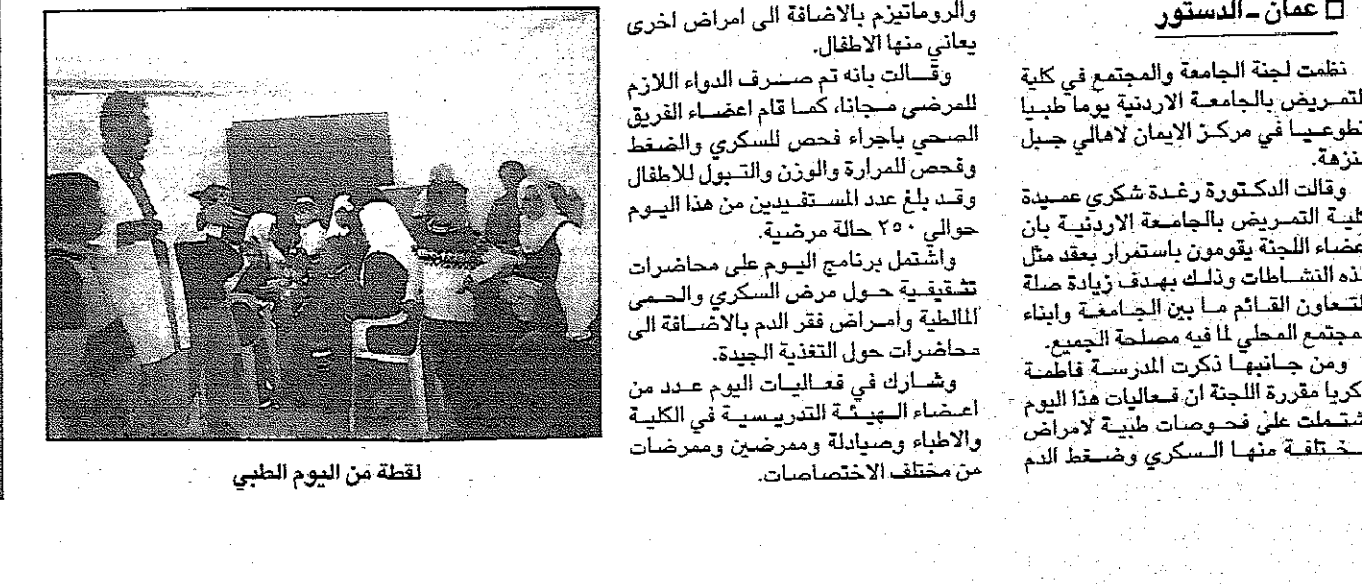 □ عمان ـ الدستور
نظمت لجنة الجامعة والمجتمع في كلية
التمريض بالجامعة الاردنية يوما طبيا
تطوعيا في مركز الايمان لاهالي جبل
المنزهة.
وقالت الدكتورة رغدة شكري عميدة
كلية التمريض بالجامعة الاردنية بان
اعضاء اللجنة يقومون باستمرار بعقد مثل
هذه النشاطات وذلك بهدف زيادة صلة
التعاون القائم ما بين الجامعة وابناء
المجتمع المحلي لما فيه مصلحة الجميع.
ومن جانبها ذكرت المدرسة فاطمة
زكريا مقررة اللجنة ان فعاليات هذا اليوم
اشتملت على فحوصات طبية لامراض
مختلفة منها السكري وضغط الدم
والروماتيزم بالاضافة الى امراض اخرى
يعاني منها الاطفال.
وقالت بانه تم صرف الدواء اللازم
للمرضى مجانا، كما قام اعضاء الفريق
الصحي باجراء فحص للسكري والضغط
وفحص للمرارة والوزن والتبول للاطفال
وقد بلغ عدد المستفيدين من هذا اليوم
حوالي ٢٥٠ حالة مرضية.
واشتمل برنامج اليوم على محاضرات
تثقيفية حول مرض السكري والحمى
المالطية وامراض فقر الدم بالاضافة الى
محاضرات حول التغذية الجيدة.
وشارك في فعاليات اليوم عدد من
اعضاء الهيئة التدريسية في الكلية
والاطباء وصيادلة وممرضين وممرضات
من مختلف الاختصاصات.
لقطة من اليوم الطبي